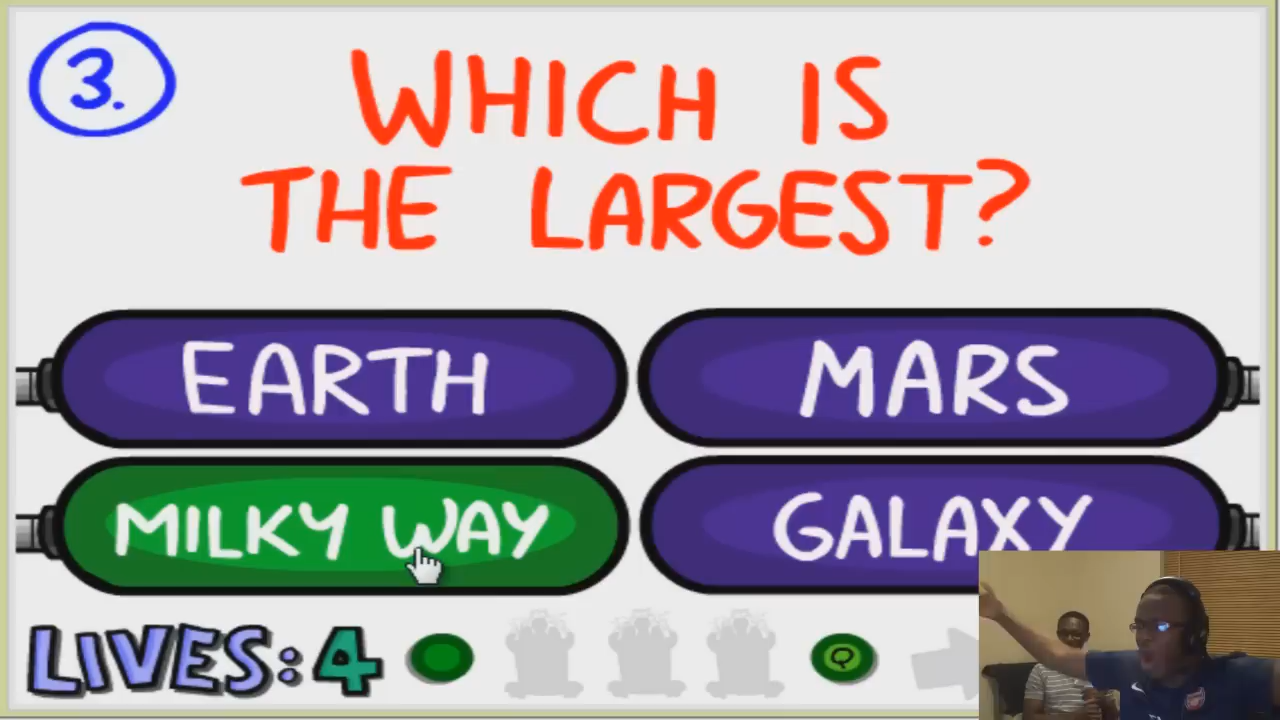 3.
WHICH IS
THE LARGEST?
EARTH
MARS
MILKY WAY
GALAXY
LIVES: 4
Q